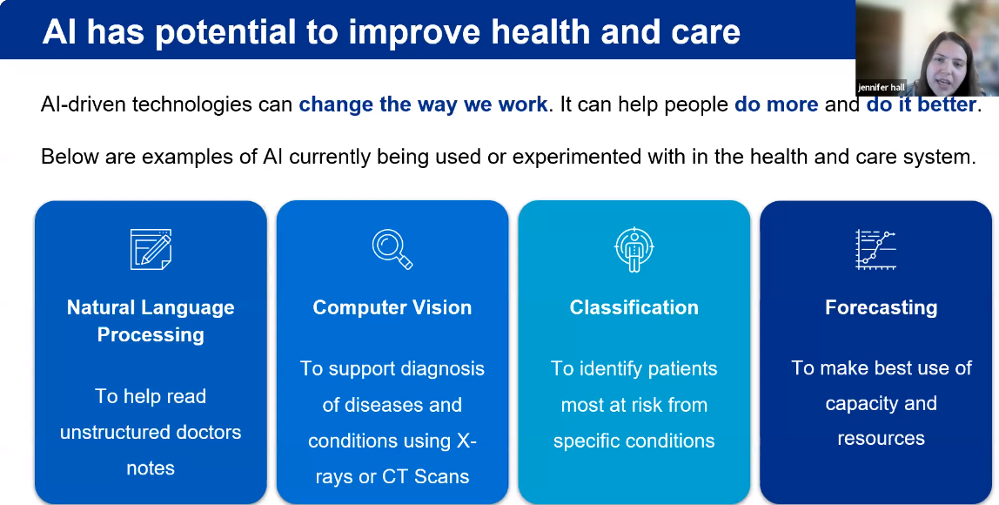 AI has potential to improve health and care
jennifer hall
AI-driven technologies can change the way we work. It can help people do more and do it better.
Below are examples of AI currently being used or experimented with in the health and care system.
Natural Language
Processing
To help read
unstructured doctors
notes
Computer Vision
To support diagnosis
of diseases and
conditions using X-
rays or CT Scans
Classification
To identify patients
most at risk from
specific conditions
Forecasting
To make best use of
capacity and
resources